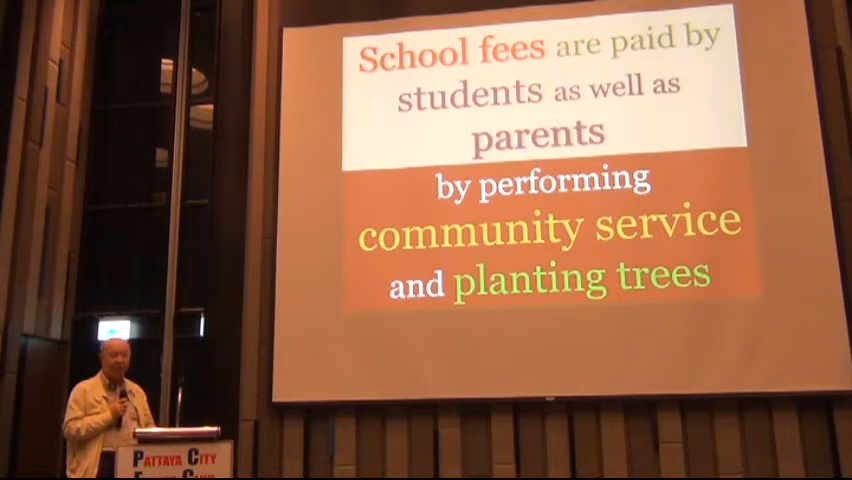 School fees are paid by
students as well as
parents
by performing
community service
and planting trees
PATTAYA CITY